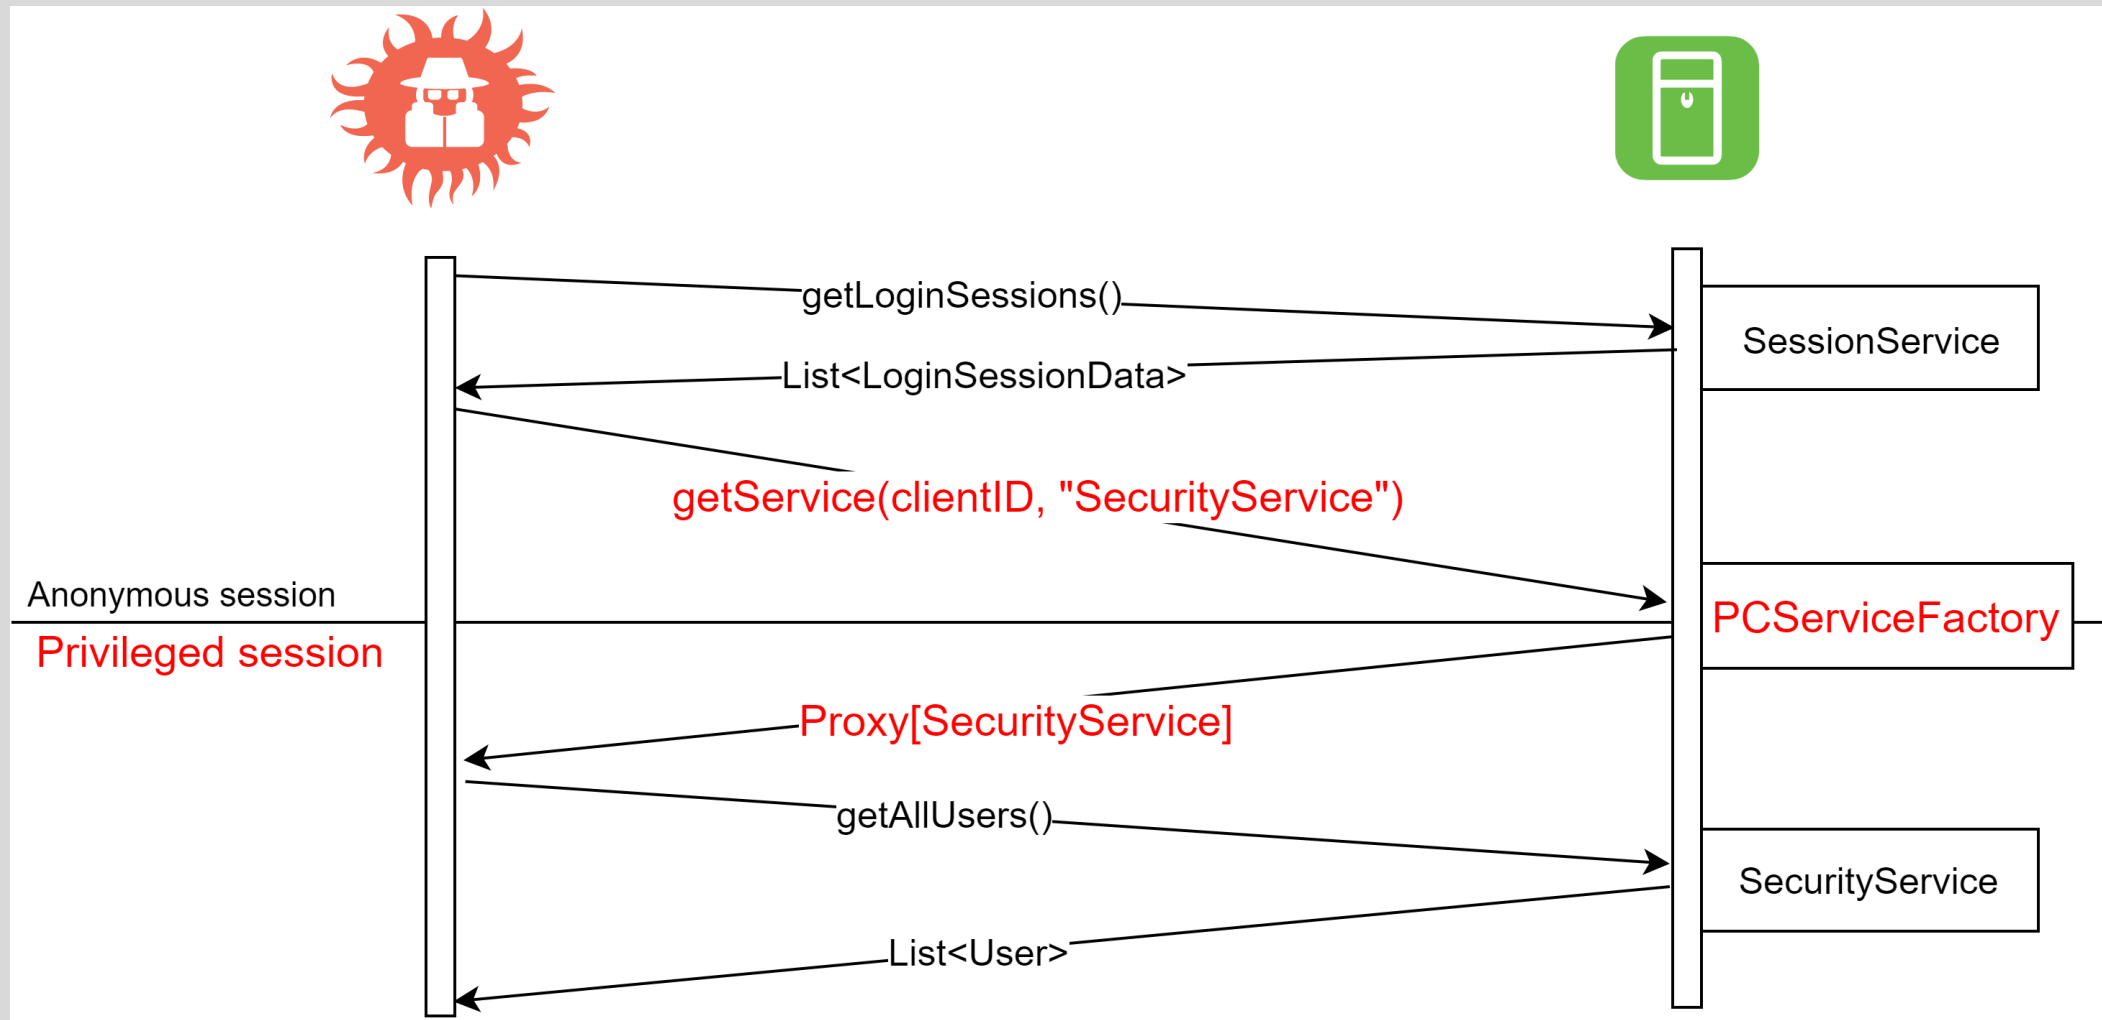 getLoginSessions()
SessionService
List<LoginSessionData>
getService(clientID, "SecurityService")
Anonymous session
PCServiceFactory
Privileged session
Proxy[SecurityService]
getAllUsers()
SecurityService
List<User>